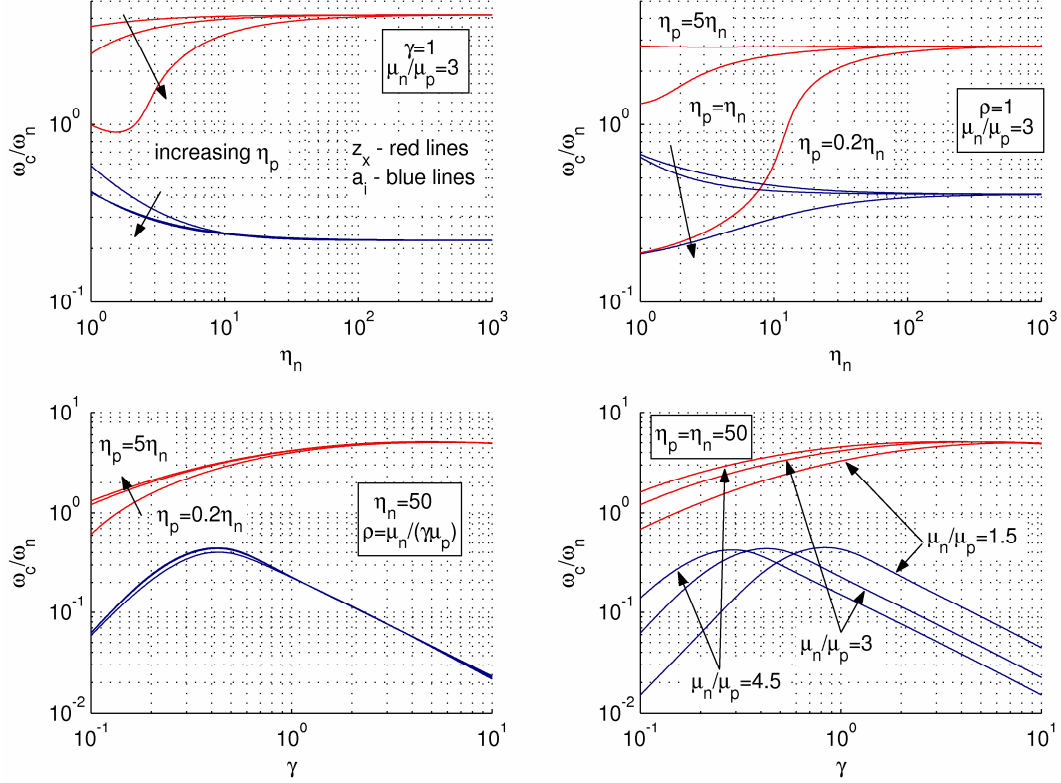 γ=1
μn/μp=3
10^0
ωc/ωn
increasing ηp
zx - red lines
ai - blue lines
10^-1
10^0 10^1 10^2 10^3
ηn
ηp=5ηn
ηp=ηn
ρ=1
μn/μp=3
10^0
ωc/ωn
ηp=0.2ηn
10^-1
10^0 10^1 10^2 10^3
ηn
10^1
ηp=5ηn
10^0
ηp=0.2ηn
ηn=50
ρ=μn/(γμp)
ωc/ωn
10^-1
10^-2
10^-1 10^0 10^1
γ
10^1
ηp=ηn=50
10^0
μn/μp=1.5
ωc/ωn
10^-1
μn/μp=3
μn/μp=4.5
10^-2
10^-1 10^0 10^1
γ